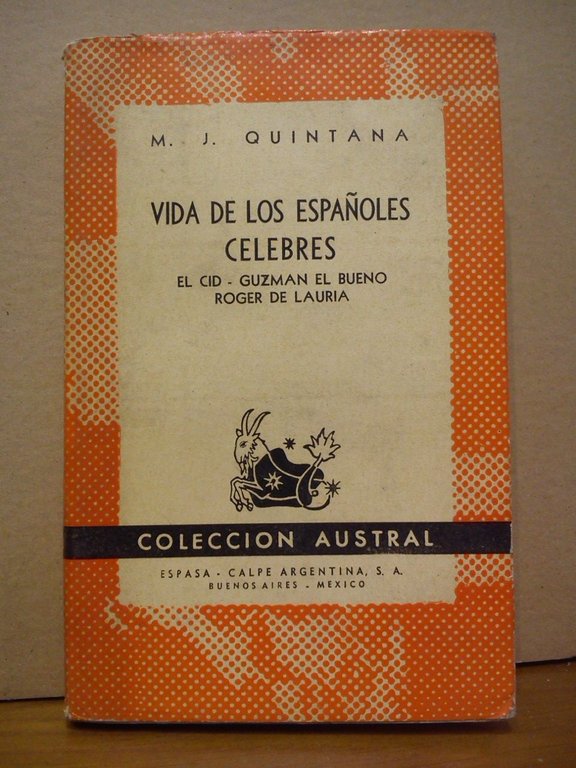 M. J. QUINTANA
VIDA DE LOS ESPAÑOLES
CELEBRES
EL CID - GUZMAN EL BUENO
ROGER DE LAURIA
COLECCION AUSTRAL
ESPASA - CALPE ARGENTINA, S. A.
BUENOS AIRES - MEXICO